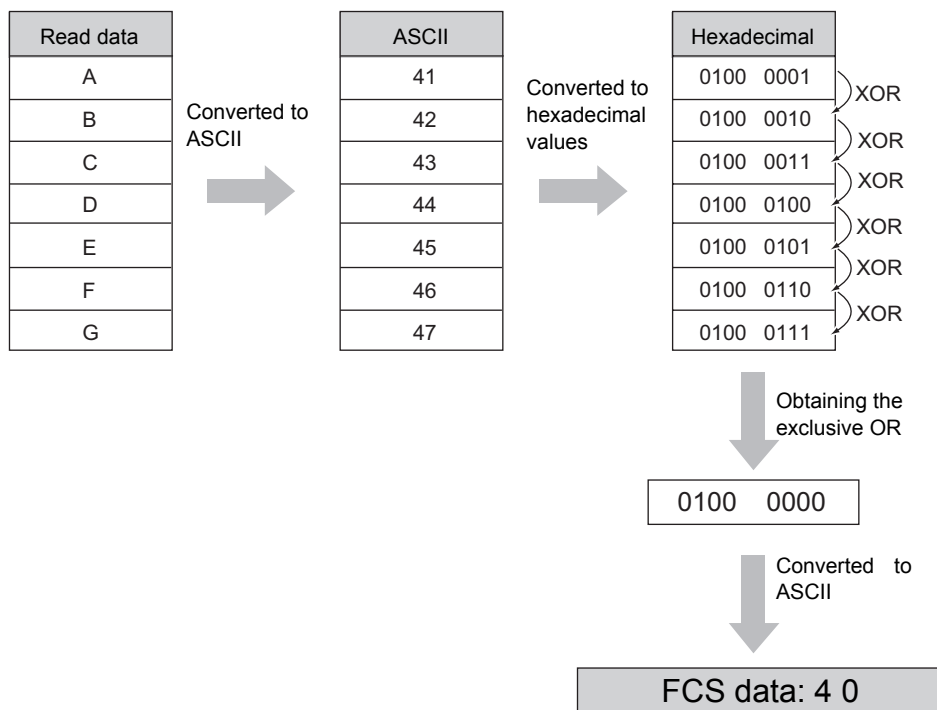 Read data
A
B
C
D
E
F
G
Converted to
ASCII
ASCII
41
42
43
44
45
46
47
Converted to
hexadecimal
values
Hexadecimal
0100 0001
0100 0010
0100 0011
0100 0100
0100 0101
0100 0110
0100 0111
XOR
XOR
XOR
XOR
XOR
XOR
Obtaining the
exclusive OR
0100 0000
Converted to
ASCII
FCS data: 4 0